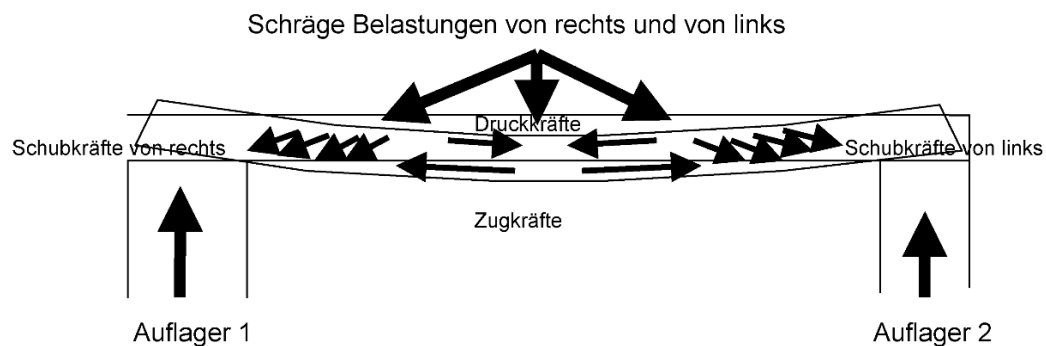 Schräge Belastungen von rechts und von links
Druckkräfte
Schubkräfte von rechts
Schubkräfte von links
Zugkräfte
Auflager 1
Auflager 2